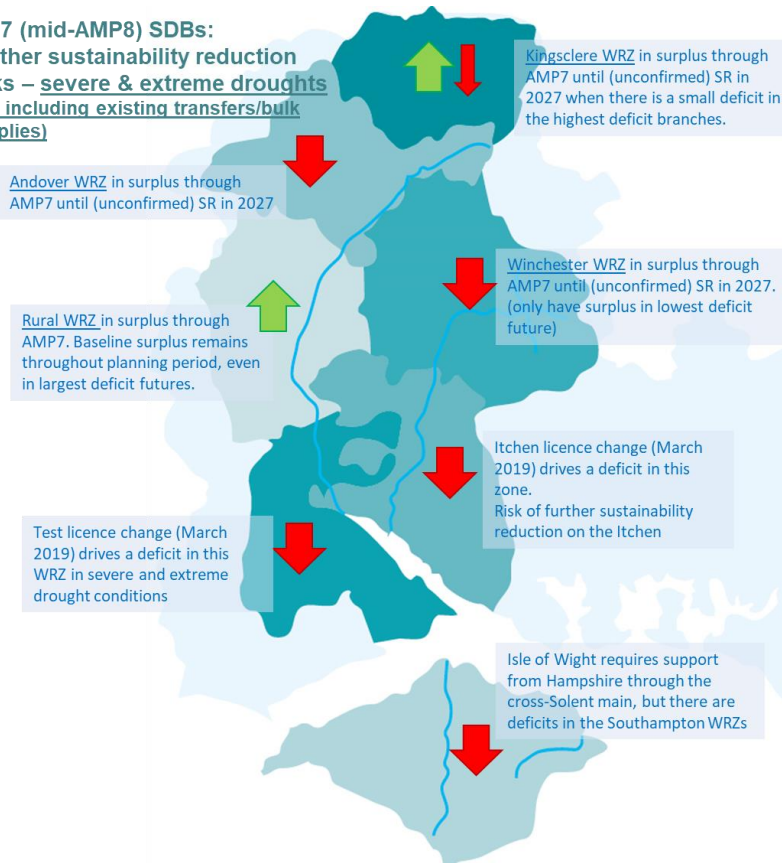 7 (mid-AMP8) SDBs:
ther sustainability reduction
ks – severe & extreme droughts
including existing transfers/bulk
plies)
Kingsclere WRZ in surplus through
AMP7 until (unconfirmed) SR in
2027 when there is a small deficit in
the highest deficit branches.
Andover WRZ in surplus through
AMP7 until (unconfirmed) SR in 2027
Winchester WRZ in surplus through
AMP7 until (unconfirmed) SR in 2027.
(only have surplus in lowest deficit
future)
Rural WRZ in surplus through
AMP7. Baseline surplus remains
throughout planning period, even
in largest deficit futures.
Itchen licence change (March
2019) drives a deficit in this
zone.
Risk of further sustainability
reduction on the Itchen
Test licence change (March
2019) drives a deficit in this
WRZ in severe and extreme
drought conditions
Isle of Wight requires support
from Hampshire through the
cross-Solent main, but there are
deficits in the Southampton WRZs